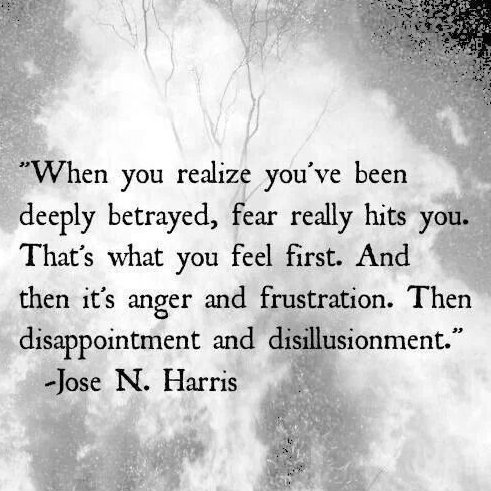 "When you realize you've been
deeply betrayed, fear really hits you.
That's what you feel first. And
then it's anger and frustration. Then
disappointment and disillusionment."
-Jose N. Harris